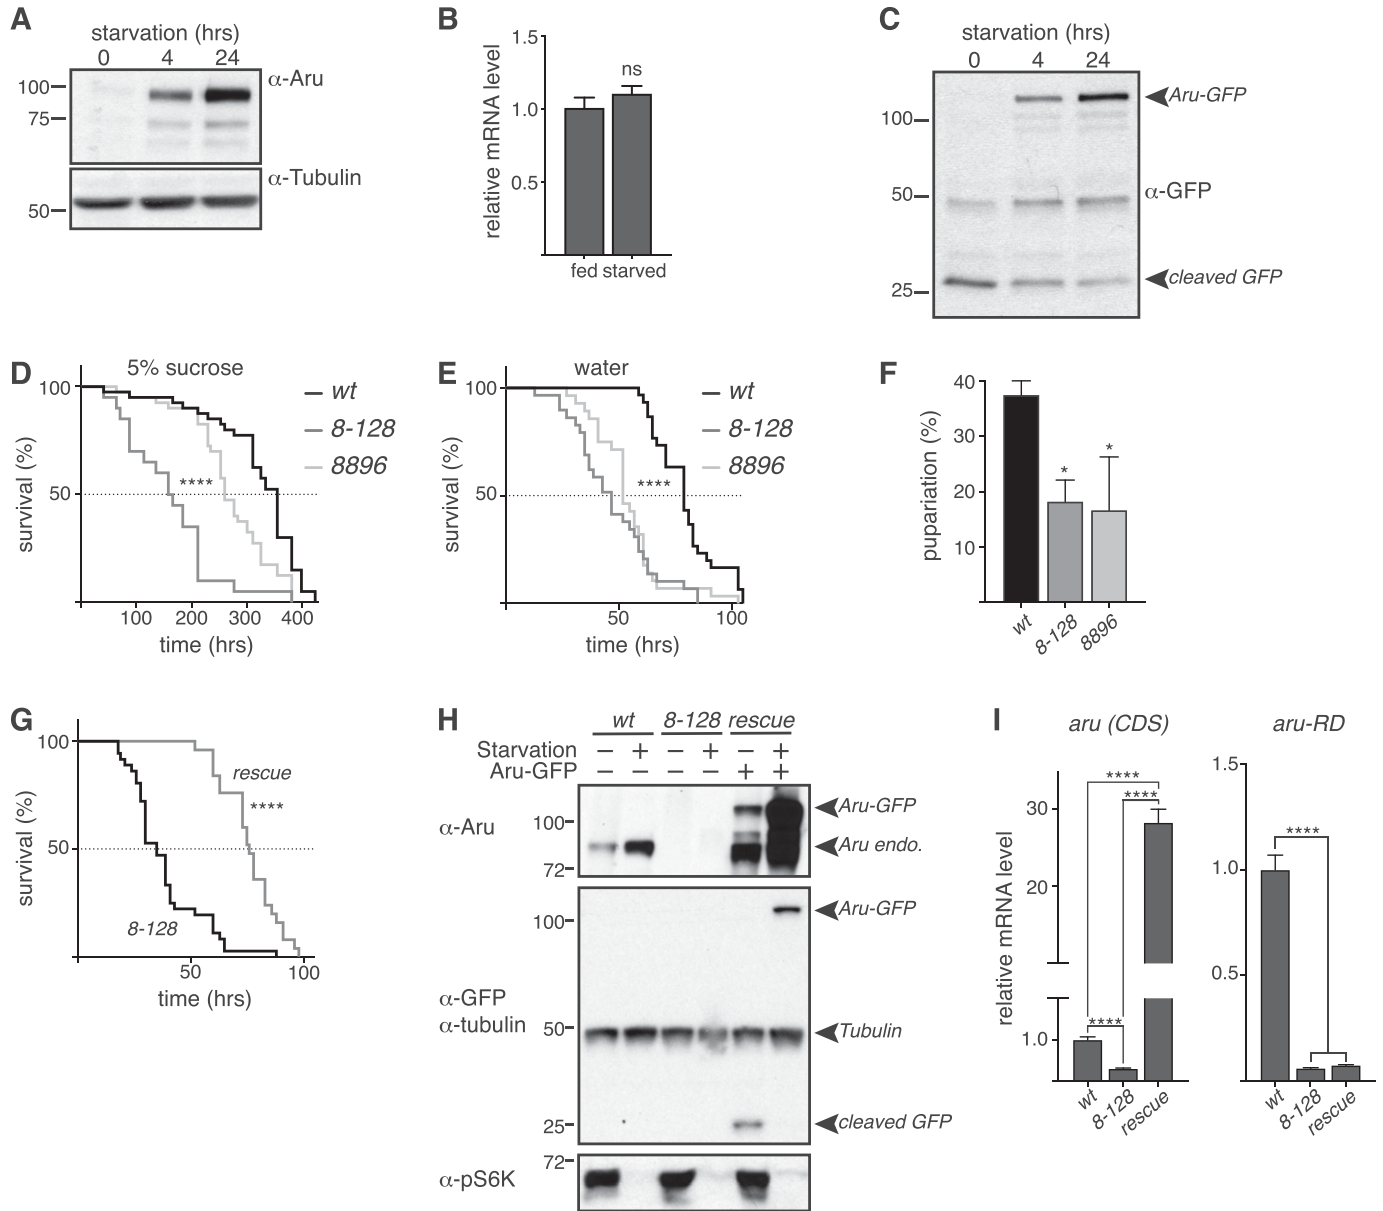 A
starvation (hrs)
0 4 24
100
75
α-Aru
α-Tubulin
50
B
relative mRNA level
1.5
1.0
0.5
ns
fed starved
C
starvation (hrs)
0 4 24
Aru-GFP
100
50
α-GFP
cleaved GFP
25
D
5% sucrose
survival (%)
100
50
****
wt
8-128
8896
100 200 300 400
time (hrs)
E
water
survival (%)
100
50
****
wt
8-128
8896
50 100
time (hrs)
F
pupariation (%)
40
30
20
10
*
*
wt
8-128
8896
G
survival (%)
100
50
rescue
****
8-128
50 100
time (hrs)
H
wt 8-128 rescue
Starvation – + – + – +
Aru-GFP – – – – + +
α-Aru
100
72
Aru-GFP
Aru endo.
100
Aru-GFP
α-GFP
α-tubulin
50
Tubulin
25
cleaved GFP
72
α-pS6K
I
aru (CDS)
relative mRNA level
30
20
1.0
****
****
****
wt
8-128
rescue
aru-RD
1.5
1.0
0.5
****
wt
8-128
rescue